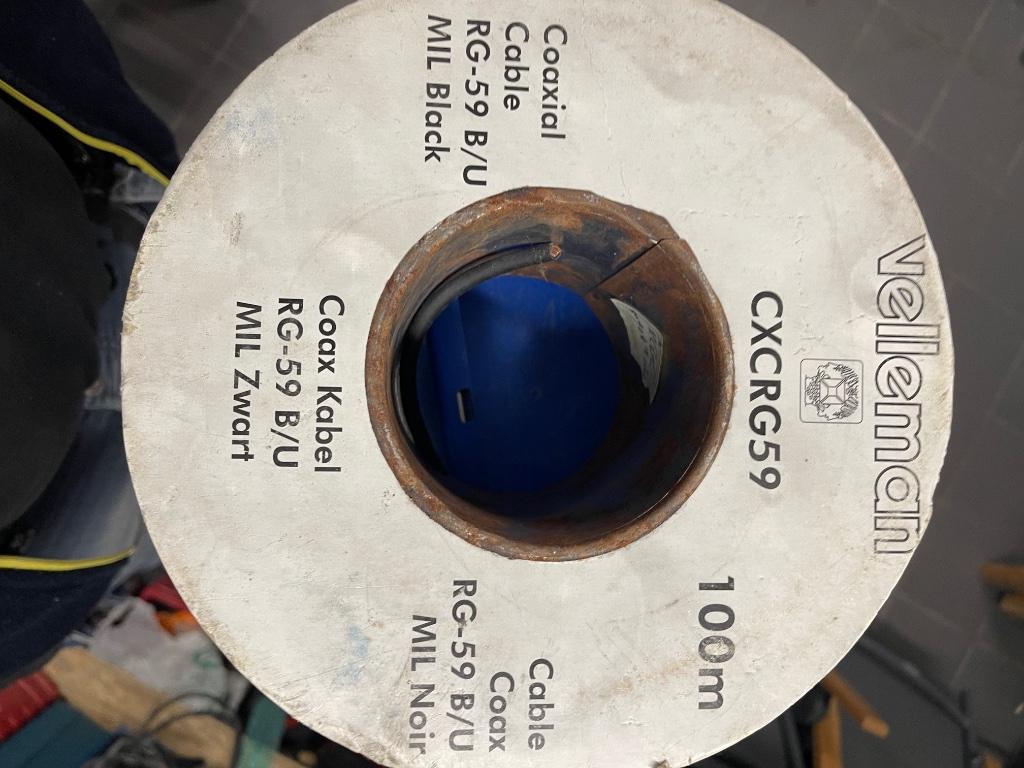 Velleman
CXCRG59
100m
Coaxial
Cable
RG-59 B/U
MIL Black
Coax Kabel
RG-59 B/U
MIL Zwart
Cable
Coax
RG-59 B/U
MIL Noir